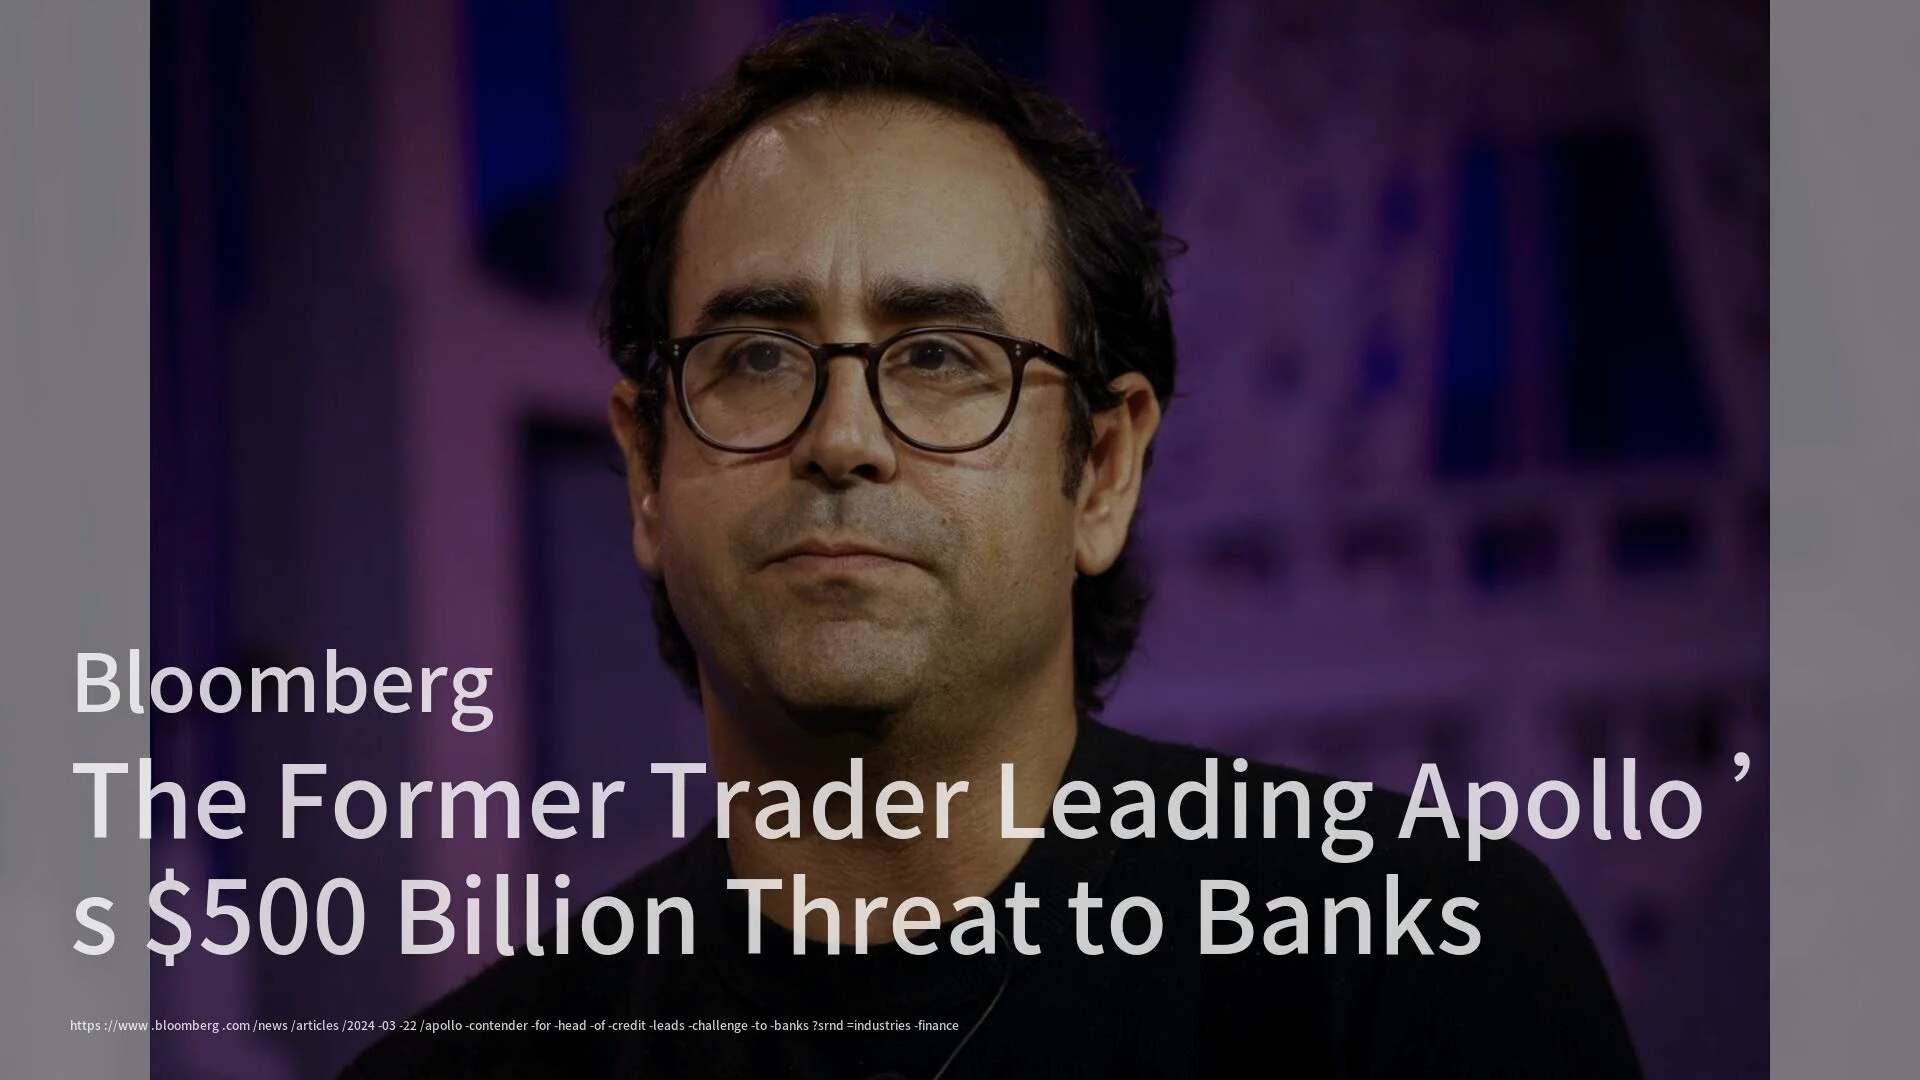 Bloomberg
The Former Trader Leading Apollo ’
s $500 Billion Threat to Banks
https ://www .bloomberg .com /news /articles /2024 -03 -22 /apollo -contender -for -head -of -credit -leads -challenge -to -banks ?srnd =industries -finance